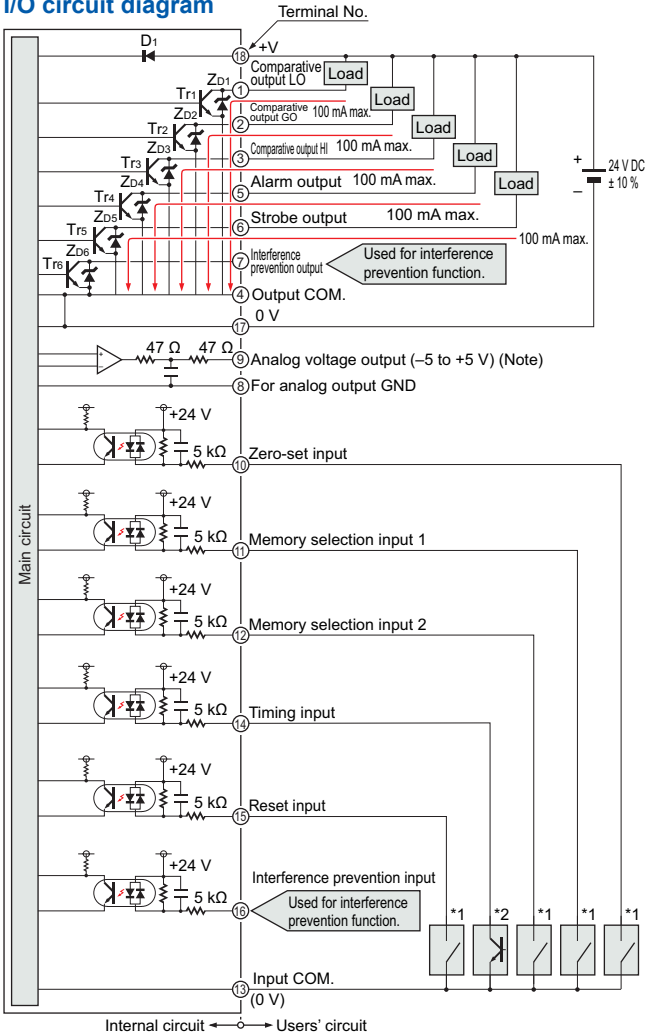 I/O circuit diagram
Terminal No.
D1
18 +V
Comparative output LO
Load
ZD1
1
Tr1
Comparative output GO
100 mA max.
Load
ZD2
2
Tr2
Comparative output HI
100 mA max.
Load
ZD3
3
Tr3
Alarm output
100 mA max.
Load
ZD4
5
Tr4
Strobe output
100 mA max.
Load
ZD5
6
Tr5
100 mA max.
+
–
24 V DC
± 10 %
ZD6
7
Tr6
Interference prevention output
Used for interference prevention function.
4 Output COM.
0 V
17
47 Ω 47 Ω
9 Analog voltage output (–5 to +5 V) (Note)
8 For analog output GND
Main circuit
+24 V
5 kΩ
10 Zero-set input
+24 V
5 kΩ
11 Memory selection input 1
+24 V
5 kΩ
12 Memory selection input 2
+24 V
5 kΩ
14 Timing input
+24 V
5 kΩ
15 Reset input
+24 V
5 kΩ
16
Interference prevention input
Used for interference prevention function.
*1 *2 *1 *1 *1
13 Input COM.
(0 V)
Internal circuit Users' circuit